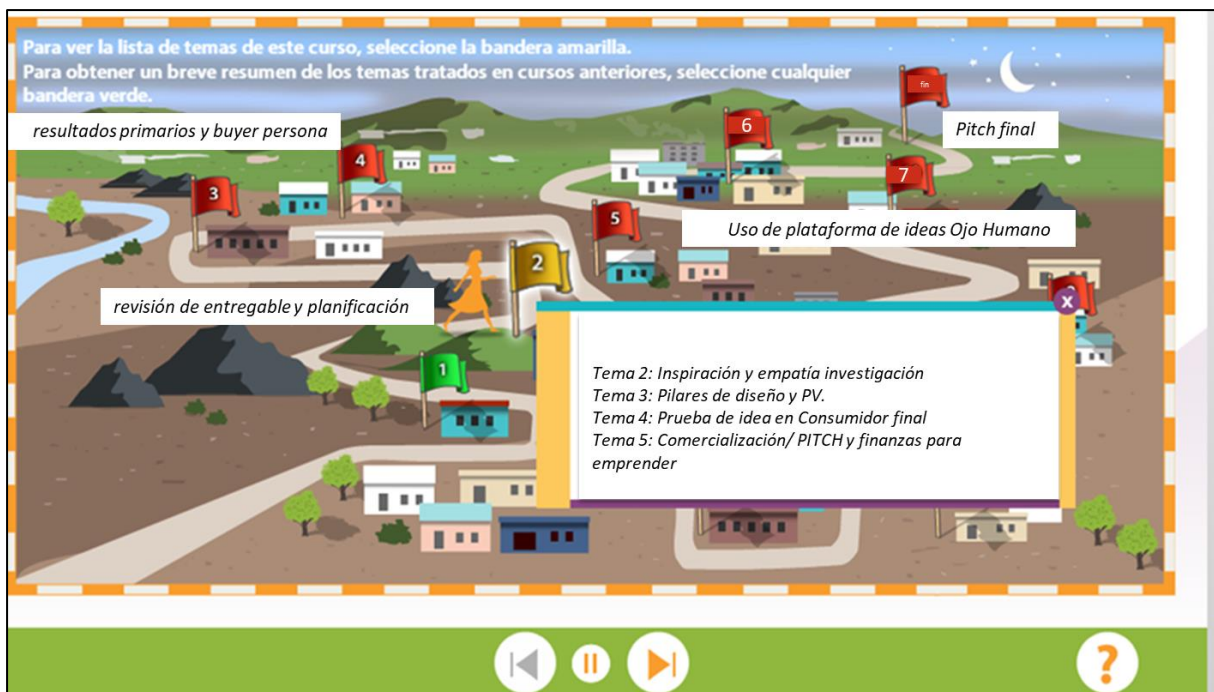 Para ver la lista de temas de este curso, seleccione la bandera amarilla.
Para obtener un breve resumen de los temas tratados en cursos anteriores, seleccione cualquier
bandera verde.
fin
resultados primarios y buyer persona
6
Pitch final
4
7
3
5
Uso de plataforma de ideas Ojo Humano
2
revisión de entregable y planificación
x
1
Tema 2: Inspiración y empatía investigación
Tema 3: Pilares de diseño y PV.
Tema 4: Prueba de idea en Consumidor final
Tema 5: Comercialización/ PITCH y finanzas para
emprender
?